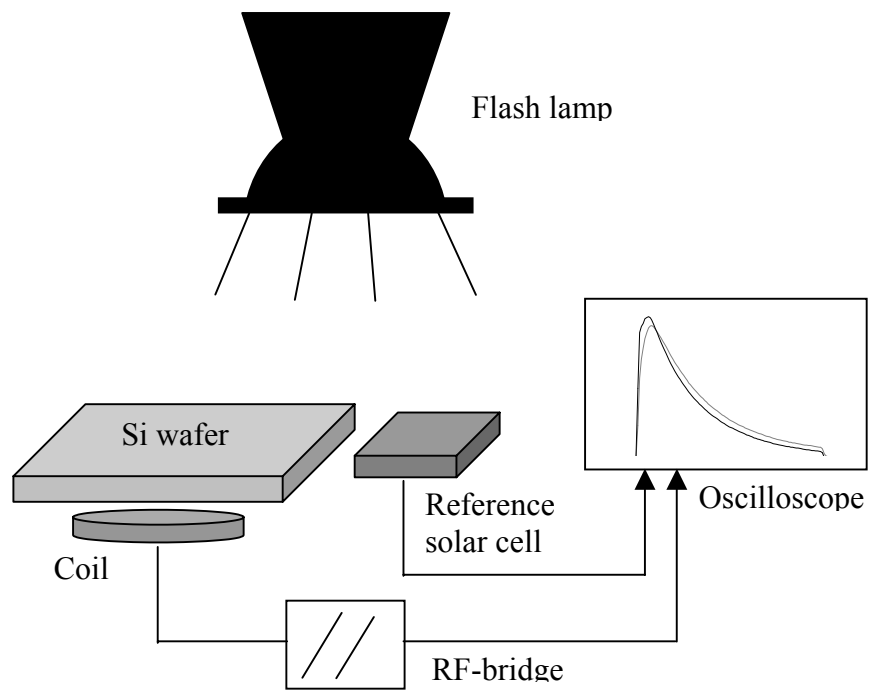 Flash lamp
Si wafer
Reference
solar cell
Oscilloscope
Coil
RF-bridge